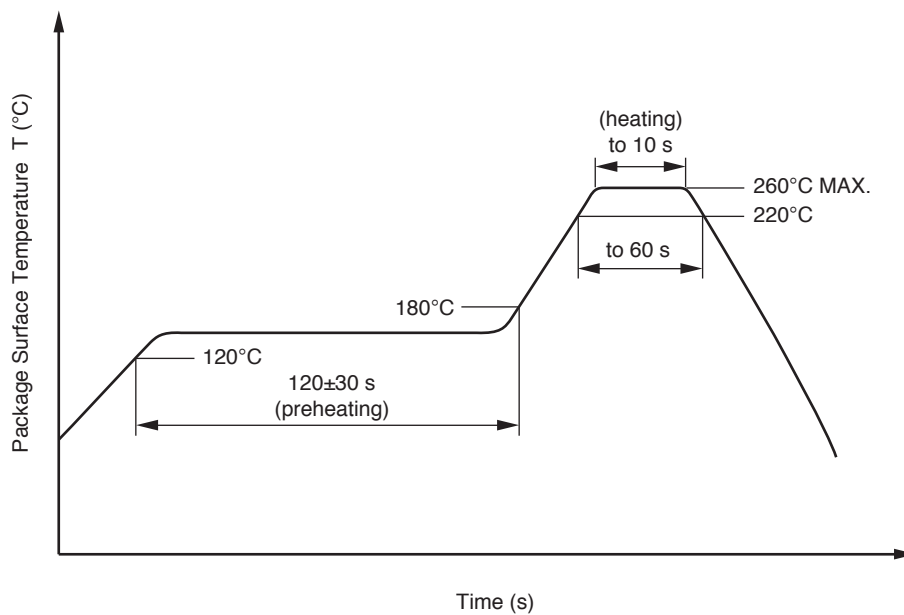 Package Surface Temperature T (°C)
(heating)
to 10 s
260°C MAX.
220°C
to 60 s
180°C
120°C
120±30 s
(preheating)
Time (s)